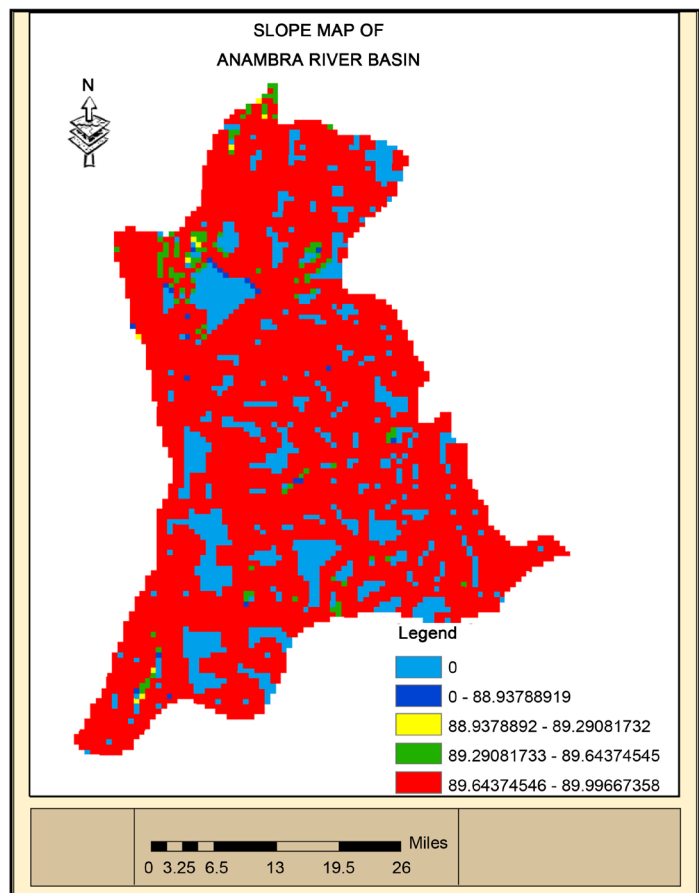 SLOPE MAP OF
ANAMBRA RIVER BASIN
N
Legend
0
0 - 88.93788919
88.9378892 - 89.29081732
89.29081733 - 89.64374545
89.64374546 - 89.99667358
Miles
0 3.25 6.5 13 19.5 26